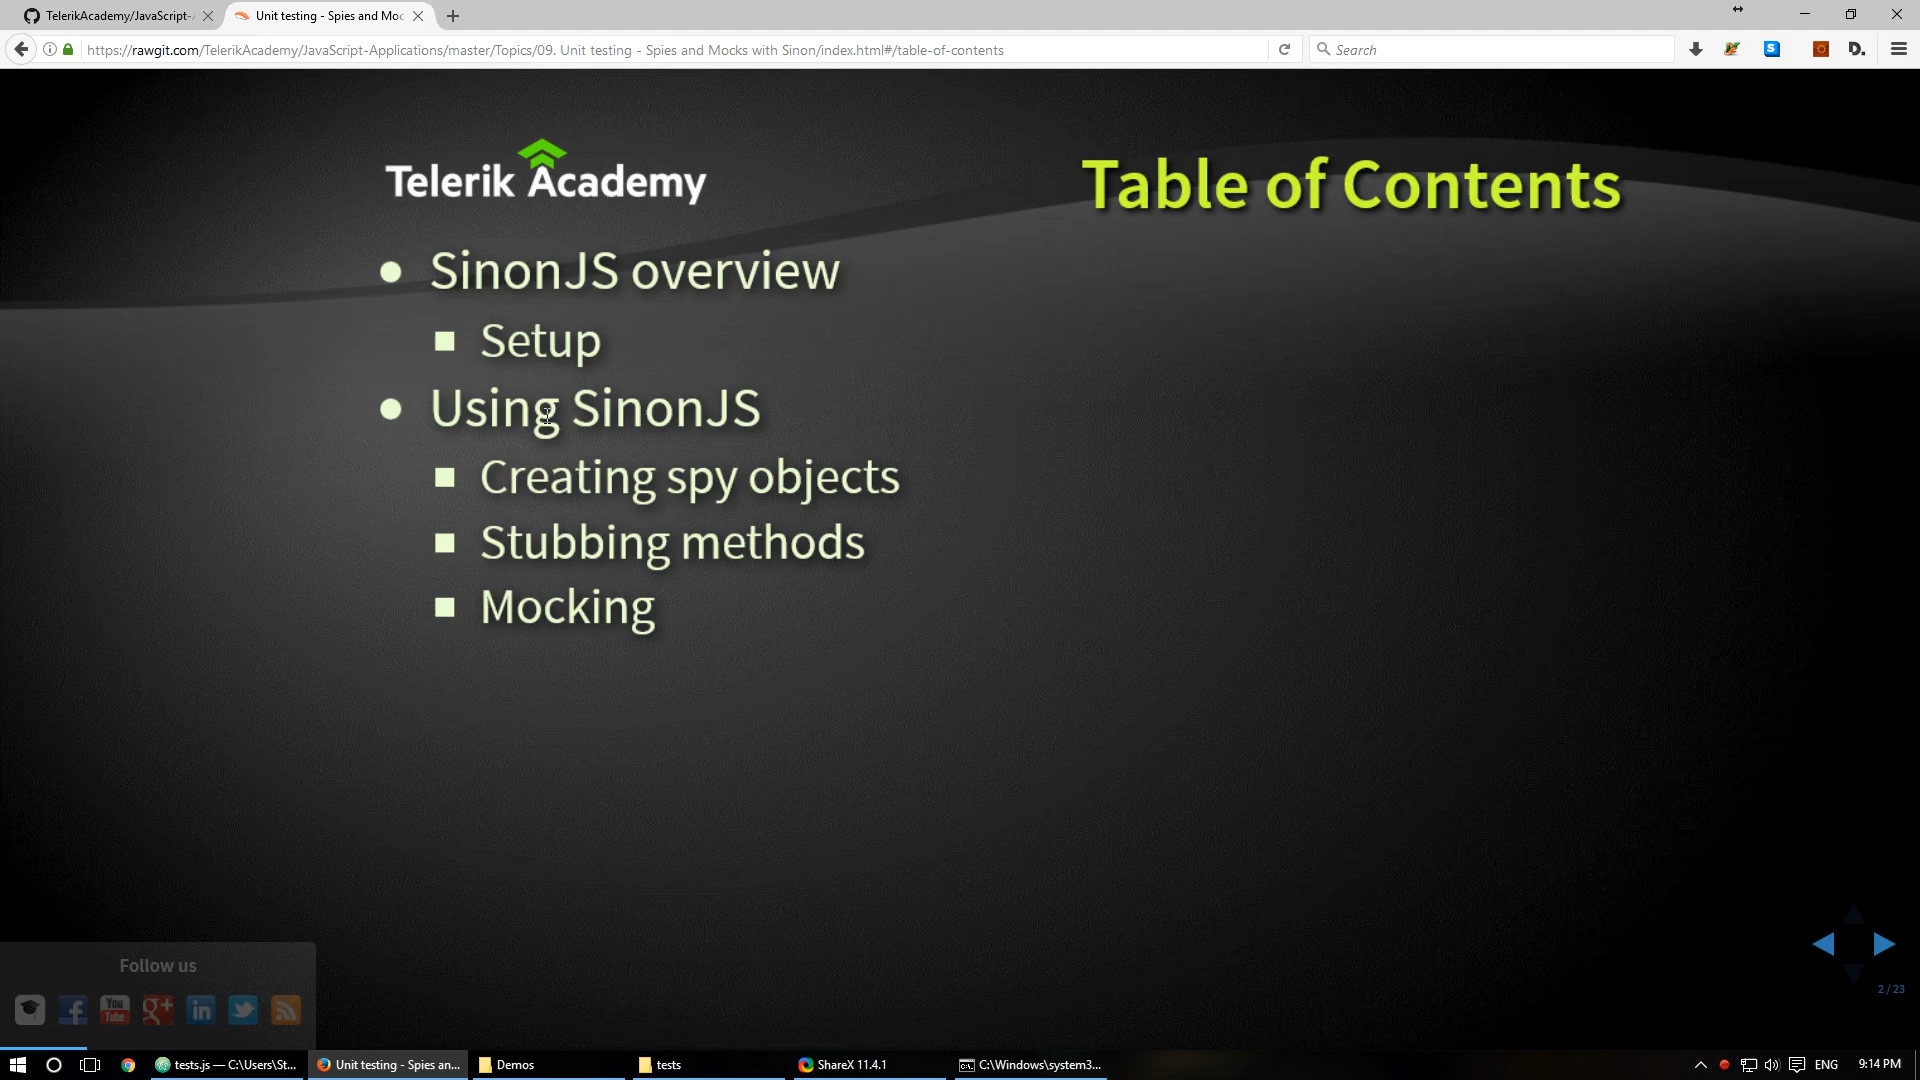 TelerikAcademy/JavaScript-
Unit testing - Spies and Moc
https://rawgit.com/TelerikAcademy/JavaScript-Applications/master/Topics/09. Unit testing - Spies and Mocks with Sinon/index.html#/table-of-contents
Search
S
D.
Telerik Academy
Table of Contents
SinonJS overview
Setup
Using SinonJS
Creating spy objects
Stubbing methods
Mocking
Follow us
You
Tube
g+
in
2 / 23
tests.js — C:\Users\St...
Unit testing - Spies an...
Demos
tests
ShareX 11.4.1
C:\Windows\system3...
ENG
9:14 PM